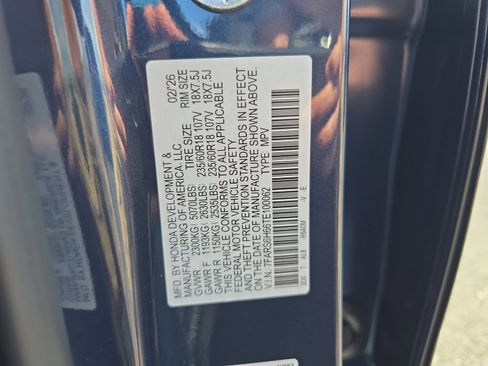 MFD. BY HONDA DEVELOPMENT & 02/'26
MANUFACTURING OF AMERICA, LLC
TIRE SIZE RIM SIZE
GVWR 2300KG( 5070LBS)
GAWR F 1193KG( 2630LBS) 235/60R18 107V 18X7.5J
GAWR R 1150KG( 2535LBS) 235/60R18 107V 18X7.5J
THIS VEHICLE CONFORMS TO ALL APPLICABLE
FEDERAL MOTOR VEHICLE SAFETY
AND THEFT PREVENTION STANDARDS IN EFFECT
ON THE DATE OF MANUFACTURE SHOWN ABOVE.
V.I.N.: 7FARS6H66TE100062 TYPE: MPV